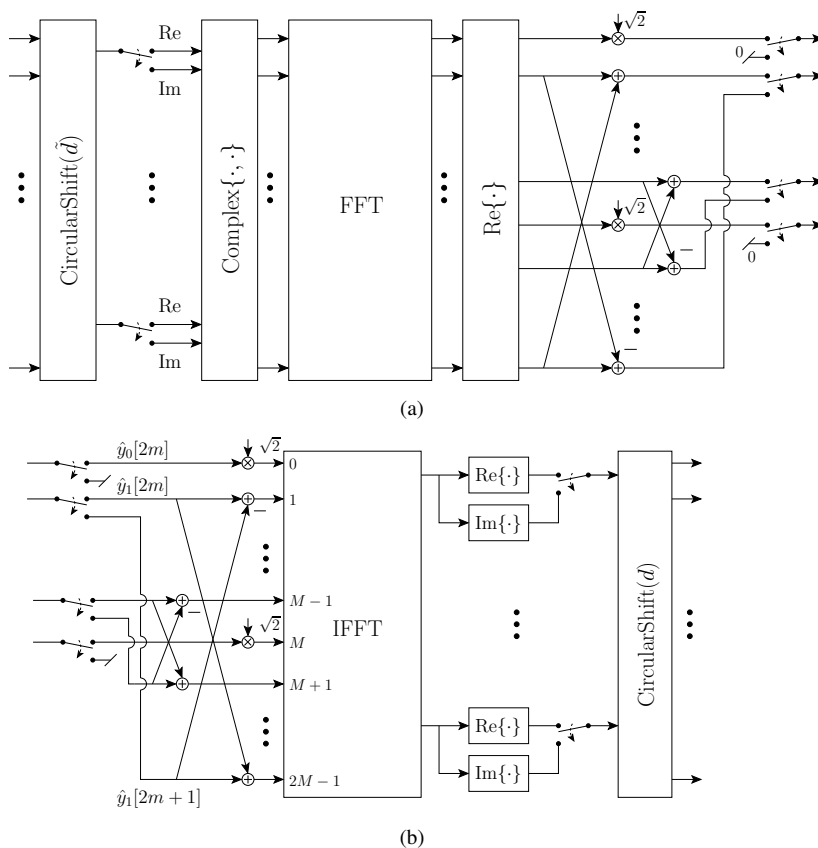 √2
Re
0
Im
CircularShift(d̃)
Complex{·, ·}
FFT
Re{·}
√2
−
0
Re
Im
−
(a)
ŷ₀[2m]
√2
0
ŷ₁[2m]
1
−
Re{·}
Im{·}
M−1
−
√2
IFFT
M
M+1
CircularShift(d)
Re{·}
Im{·}
2M−1
ŷ₁[2m + 1]
(b)